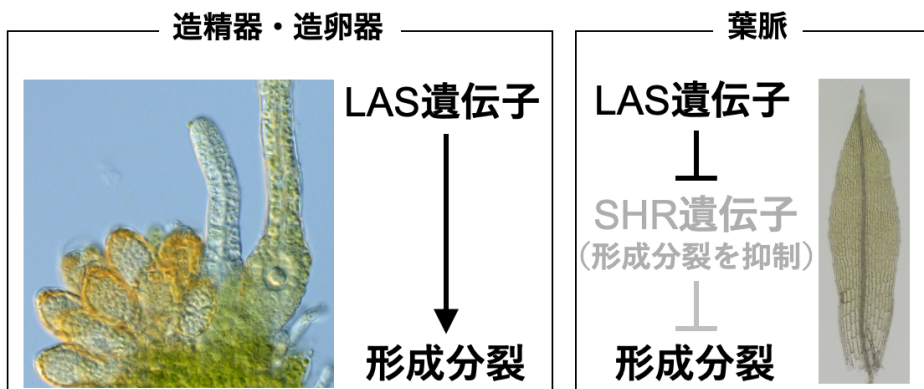 造精器・造卵器
LAS遺伝子
形成分裂
葉脈
LAS遺伝子
SHR遺伝子
(形成分裂を抑制)
形成分裂